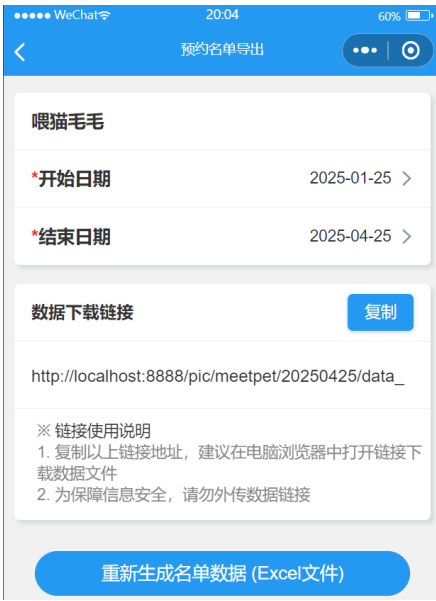 WeChat 20:04 60%
预约名单导出
喂猫毛毛
*开始日期 2025-01-25
*结束日期 2025-04-25
数据下载链接 复制
http://localhost:8888/pic/meetpet/20250425/data_
※ 链接使用说明
1. 复制以上链接地址，建议在电脑浏览器中打开链接下
载数据文件
2. 为保障信息安全，请勿外传数据链接
重新生成名单数据 (Excel文件)